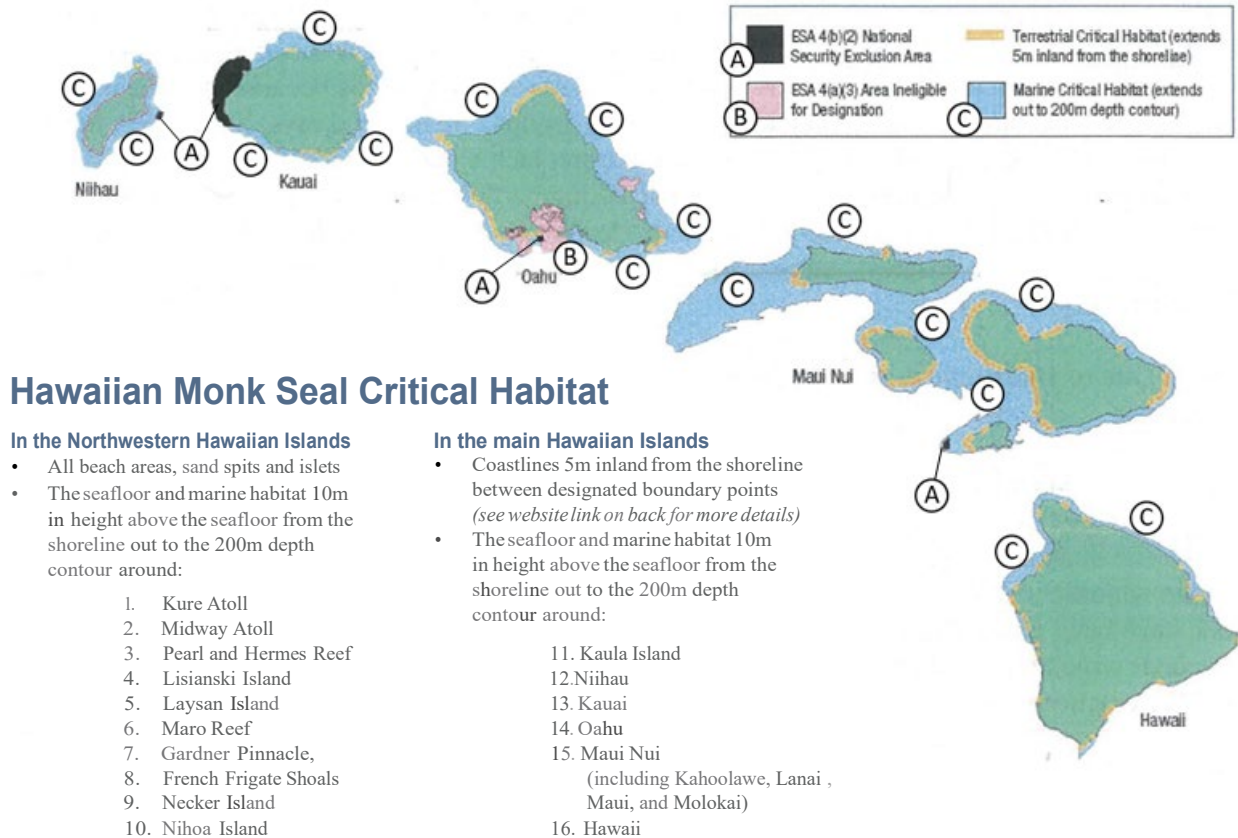 C
C
C
C
A
C
C
Niihau
Kauai
A
ESA 4(b)(2) National
Security Exclusion Area
Terrestrial Critical Habitat (extends
5m inland from the shoreline)
B
ESA 4(a)(3) Area Ineligible
for Designation
C
Marine Critical Habitat (extends
out to 200m depth contour)
C
C
C
A
B
C
Oahu
C
C
C
C
C
Maui Nui
A
C
C
Hawaii
Hawaiian Monk Seal Critical Habitat
In the Northwestern Hawaiian Islands
• All beach areas, sand spits and islets
• The seafloor and marine habitat 10m
in height above the seafloor from the
shoreline out to the 200m depth
contour around:
1. Kure Atoll
2. Midway Atoll
3. Pearl and Hermes Reef
4. Lisianski Island
5. Laysan Island
6. Maro Reef
7. Gardner Pinnacle,
8. French Frigate Shoals
9. Necker Island
10. Nihoa Island
In the main Hawaiian Islands
• Coastlines 5m inland from the shoreline
between designated boundary points
(see website link on back for more details)
• The seafloor and marine habitat 10m
in height above the seafloor from the
shoreline out to the 200m depth
contour around:
11. Kaula Island
12. Niihau
13. Kauai
14. Oahu
15. Maui Nui
(including Kahoolawe, Lanai ,
Maui, and Molokai)
16. Hawaii